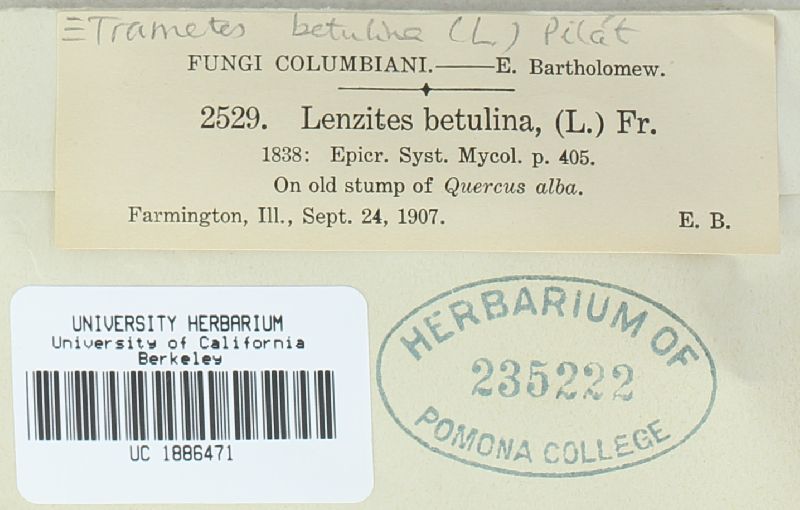 ≡ Trametes betulina (L) Pilát
FUNGI COLUMBIANI.—E. Bartholomew.
2529. Lenzites betulina, (L.) Fr.
1838: Epicr. Syst. Mycol. p. 405.
On old stump of Quercus alba.
Farmington, Ill., Sept. 24, 1907. E. B.
UNIVERSITY HERBARIUM
University of California
Berkeley
UC 1886471
HERBARIUM OF
235222
POMONA COLLEGE